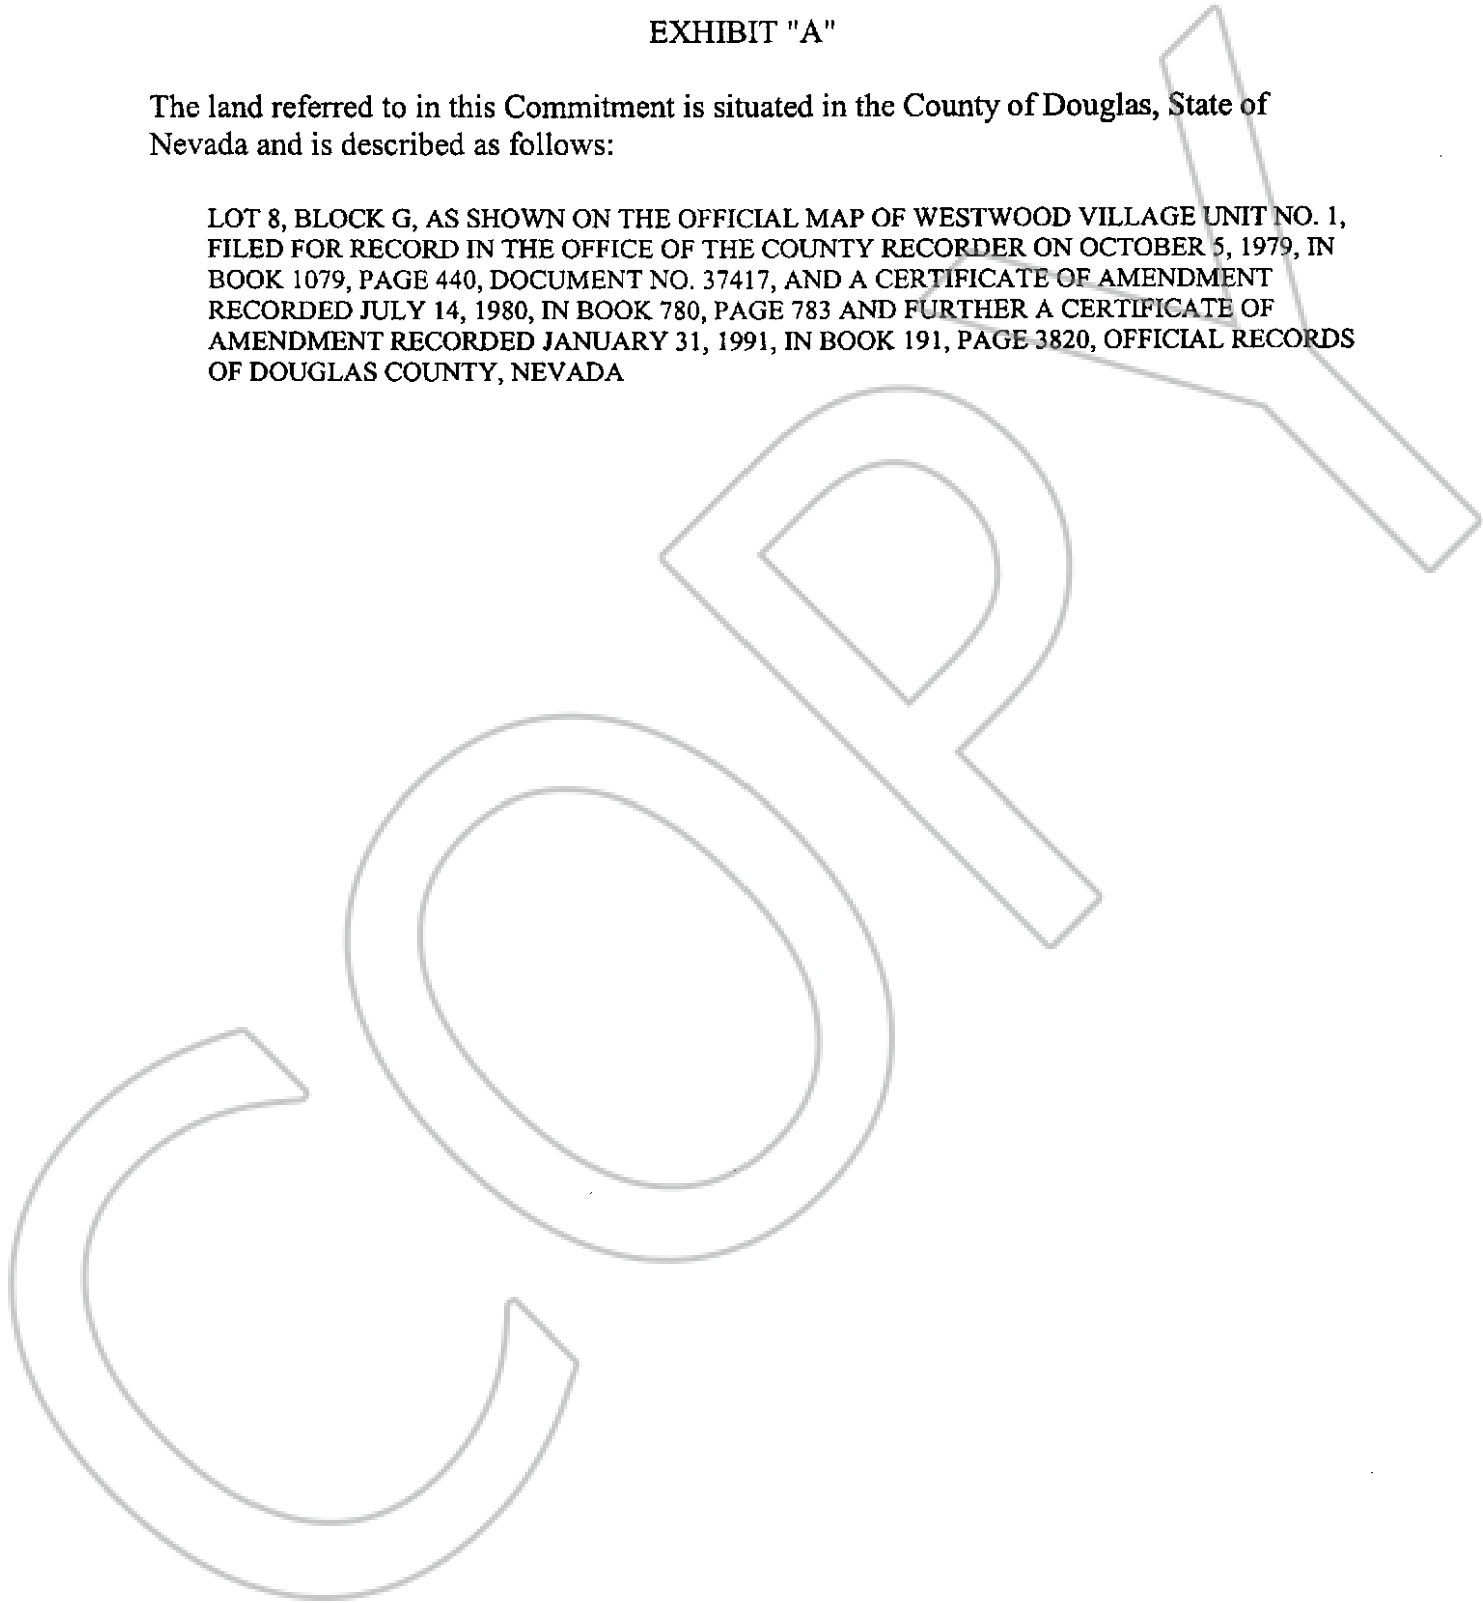 EXHIBIT "A"
The land referred to in this Commitment is situated in the County of Douglas, State of
Nevada and is described as follows:
LOT 8, BLOCK G, AS SHOWN ON THE OFFICIAL MAP OF WESTWOOD VILLAGE UNIT NO. 1,
FILED FOR RECORD IN THE OFFICE OF THE COUNTY RECORDER ON OCTOBER 5, 1979, IN
BOOK 1079, PAGE 440, DOCUMENT NO. 37417, AND A CERTIFICATE OF AMENDMENT
RECORDED JULY 14, 1980, IN BOOK 780, PAGE 783 AND FURTHER A CERTIFICATE OF
AMENDMENT RECORDED JANUARY 31, 1991, IN BOOK 191, PAGE 3820, OFFICIAL RECORDS
OF DOUGLAS COUNTY, NEVADA
COPY